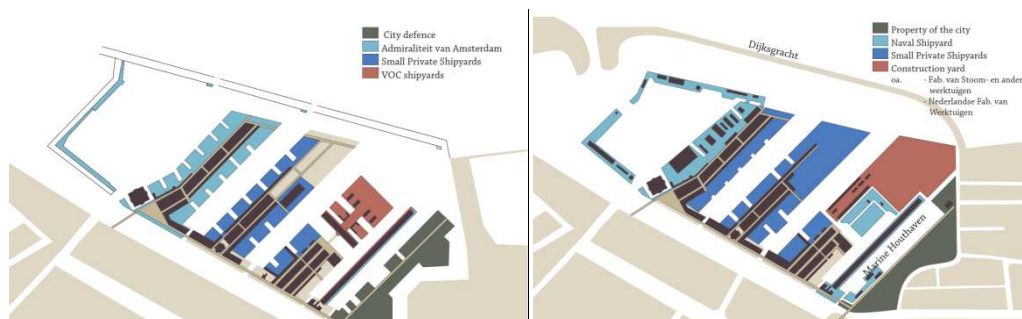 City defence
Admiraliteit van Amsterdam
Small Private Shipyards
VOC shipyards
Dijksgracht
Property of the city
Naval Shipyard
Small Private Shipyards
Construction yard
oa. - Fab. van Stoom- en ander
werktuigen
- Nederlandse Fab. van
Werktuigen
Marine Houthaven